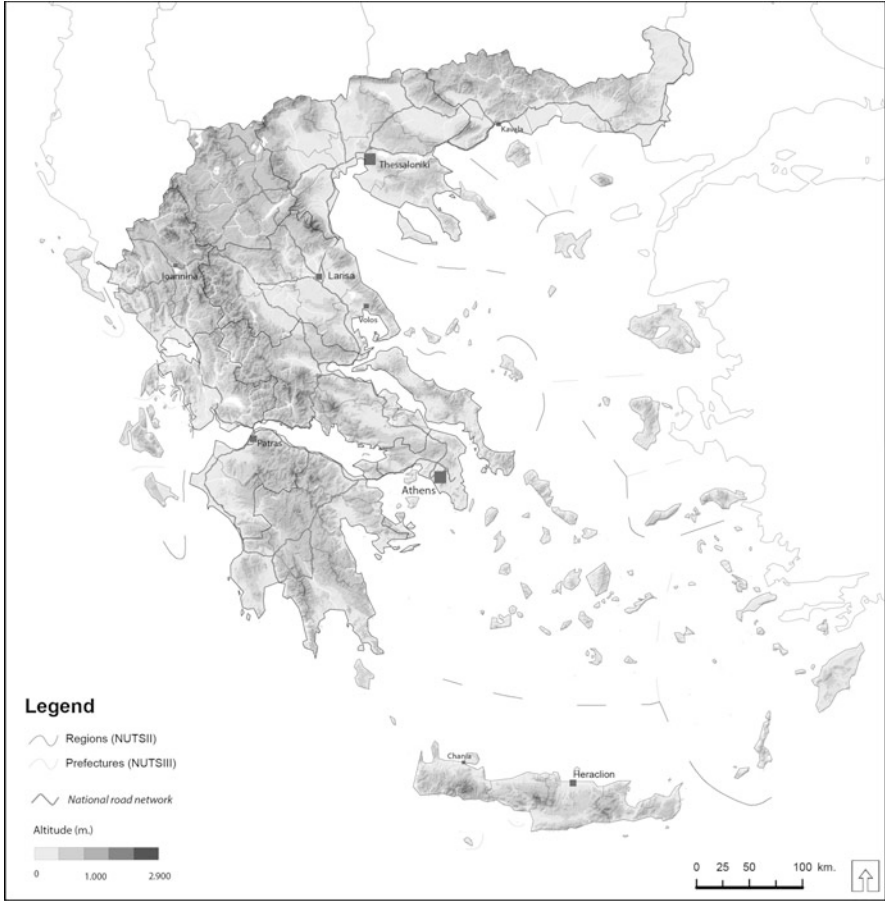 Kavala
Thessaloniki
Ioannina
Larisa
Volos
Patras
Athens
Legend
Regions (NUTSII)
Prefectures (NUTSIII)
National road network
Altitude (m.)
0 1.000 2.900
Chania
Heraclion
0 25 50 100 km.